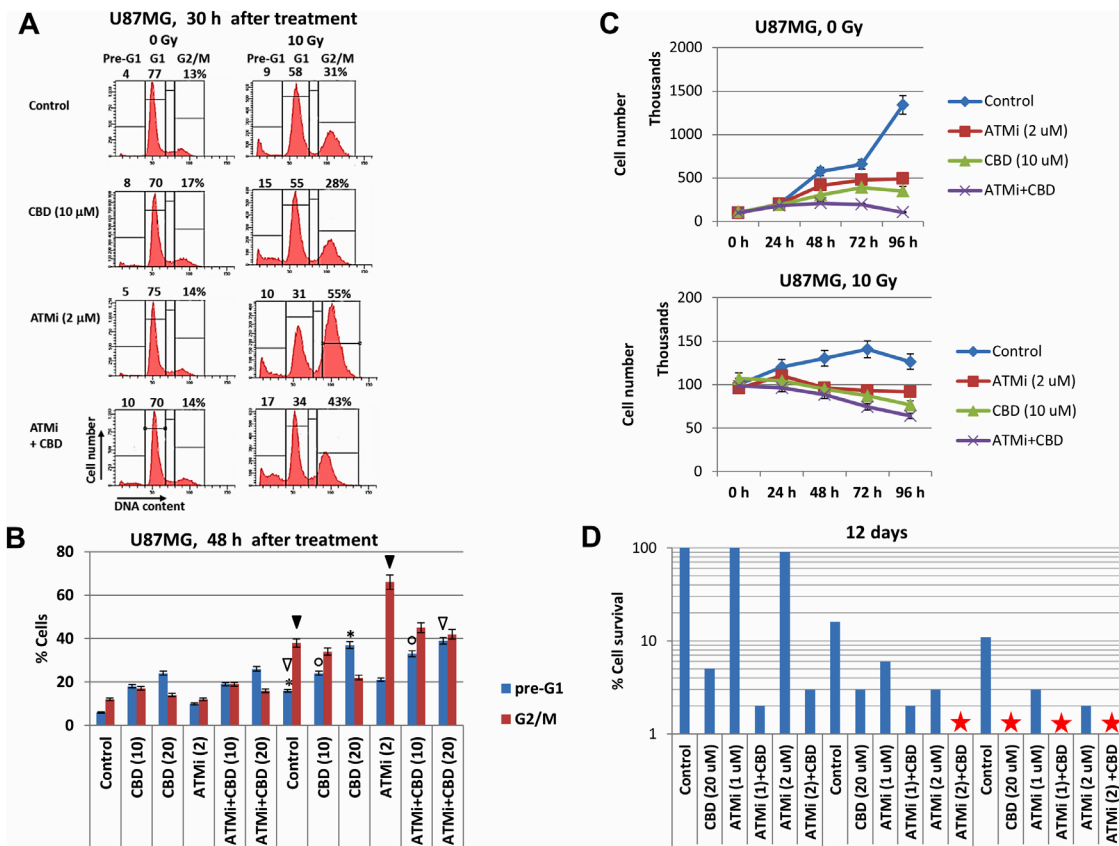 A
U87MG, 30 h after treatment
0 Gy
10 Gy
Pre-G1 G1 G2/M
Pre-G1 G1 G2/M
4 77 13%
9 58 31%
Control
8 70 17%
15 55 28%
CBD (10 µM)
5 75 14%
10 31 55%
ATMi (2 µM)
10 70 14%
17 34 43%
ATMi
+ CBD
Cell number
DNA content
50 100 150
B
U87MG, 48 h after treatment
% Cells
80
60
40
20
0
▽
*
▼
○
*
▼
○
▽
pre-G1
G2/M
Control
CBD (10)
CBD (20)
ATMi (2)
ATMi+CBD (10)
ATMi+CBD (20)
Control
CBD (10)
CBD (20)
ATMi (2)
ATMi+CBD (10)
ATMi+CBD (20)
C
U87MG, 0 Gy
Cell number
Thousands
2000
1500
1000
500
0
0 h 24 h 48 h 72 h 96 h
Control
ATMi (2 uM)
CBD (10 uM)
ATMi+CBD
U87MG, 10 Gy
Cell number
Thousands
200
150
100
50
0
0 h 24 h 48 h 72 h 96 h
Control
ATMi (2 uM)
CBD (10 uM)
ATMi+CBD
D
12 days
% Cell survival
100
10
1
Control
CBD (20 uM)
ATMi (1 uM)
ATMi (1)+CBD
ATMi (2 uM)
ATMi (2)+CBD
Control
CBD (20 uM)
ATMi (1 uM)
ATMi (1)+CBD
ATMi (2 uM)
ATMi (2)+CBD
Control
CBD (20 uM)
ATMi (1 uM)
ATMi (1)+CBD
ATMi (2 uM)
ATMi (2) +CBD